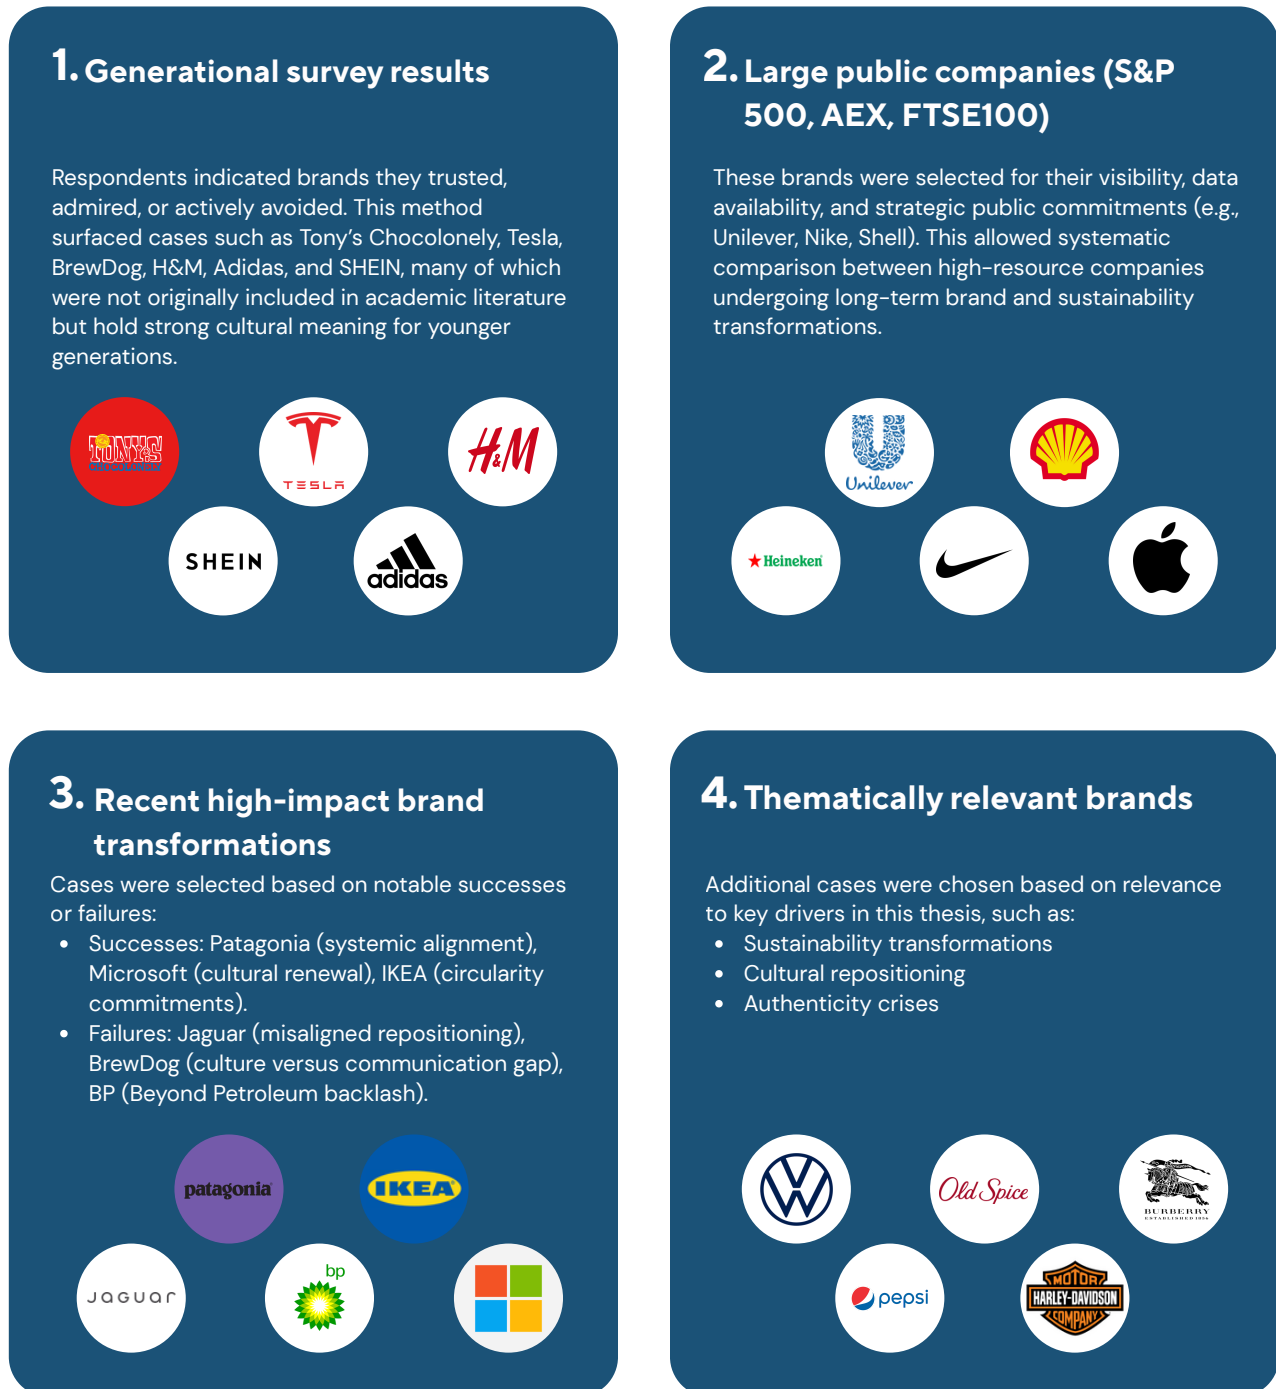 1. Generational survey results
Respondents indicated brands they trusted,
admired, or actively avoided. This method
surfaced cases such as Tony's Chocolonely, Tesla,
BrewDog, H&M, Adidas, and SHEIN, many of which
were not originally included in academic literature
but hold strong cultural meaning for younger
generations.
TONY'S
CHOCOLONELY
TESLA
H&M
SHEIN
adidas
2. Large public companies (S&P
500, AEX, FTSE100)
These brands were selected for their visibility, data
availability, and strategic public commitments (e.g.,
Unilever, Nike, Shell). This allowed systematic
comparison between high-resource companies
undergoing long-term brand and sustainability
transformations.
Unilever
Heineken
3. Recent high-impact brand
transformations
Cases were selected based on notable successes
or failures:
• Successes: Patagonia (systemic alignment),
Microsoft (cultural renewal), IKEA (circularity
commitments).
• Failures: Jaguar (misaligned repositioning),
BrewDog (culture versus communication gap),
BP (Beyond Petroleum backlash).
patagonia
IKEA
JaGUar
bp
4. Thematically relevant brands
Additional cases were chosen based on relevance
to key drivers in this thesis, such as:
• Sustainability transformations
• Cultural repositioning
• Authenticity crises
VW
Old Spice
BURBERRY
ESTABLISHED 1856
pepsi
MOTOR
HARLEY-DAVIDSON
COMPANY